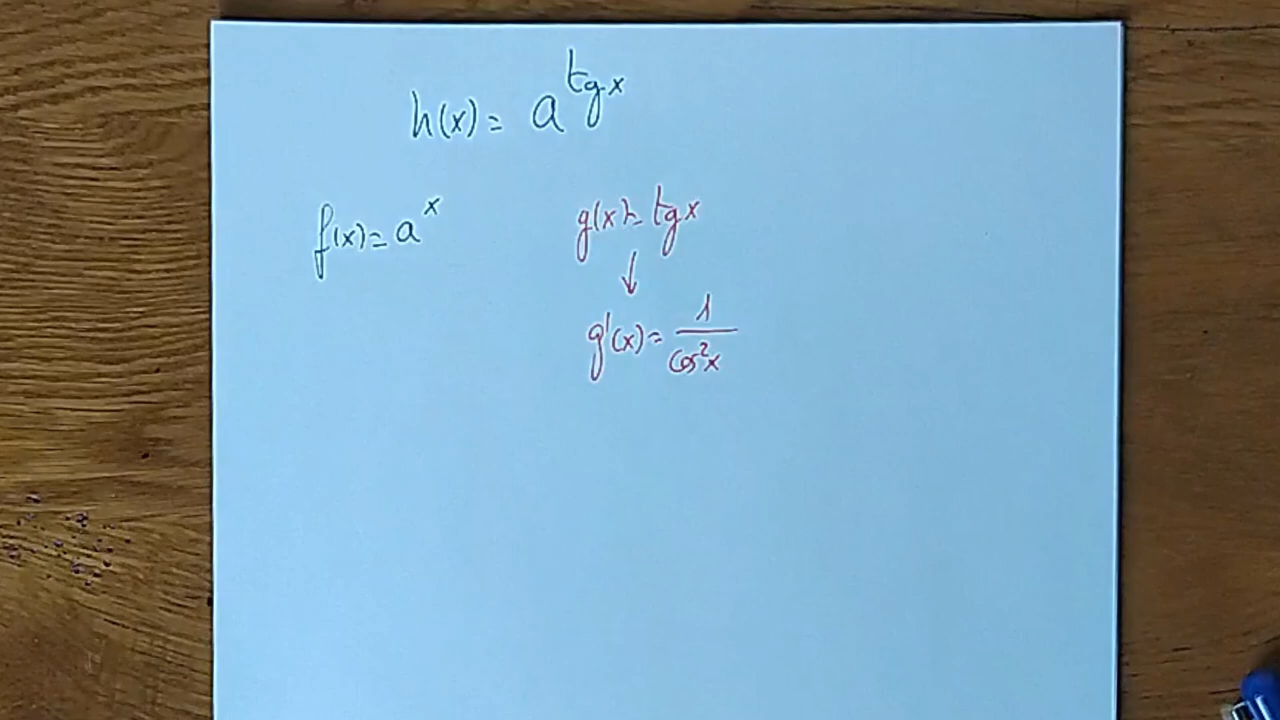 h(x) = a^tg x
f(x) = a^x
g(x) = tg x
↓
g'(x) = 1/cos²x